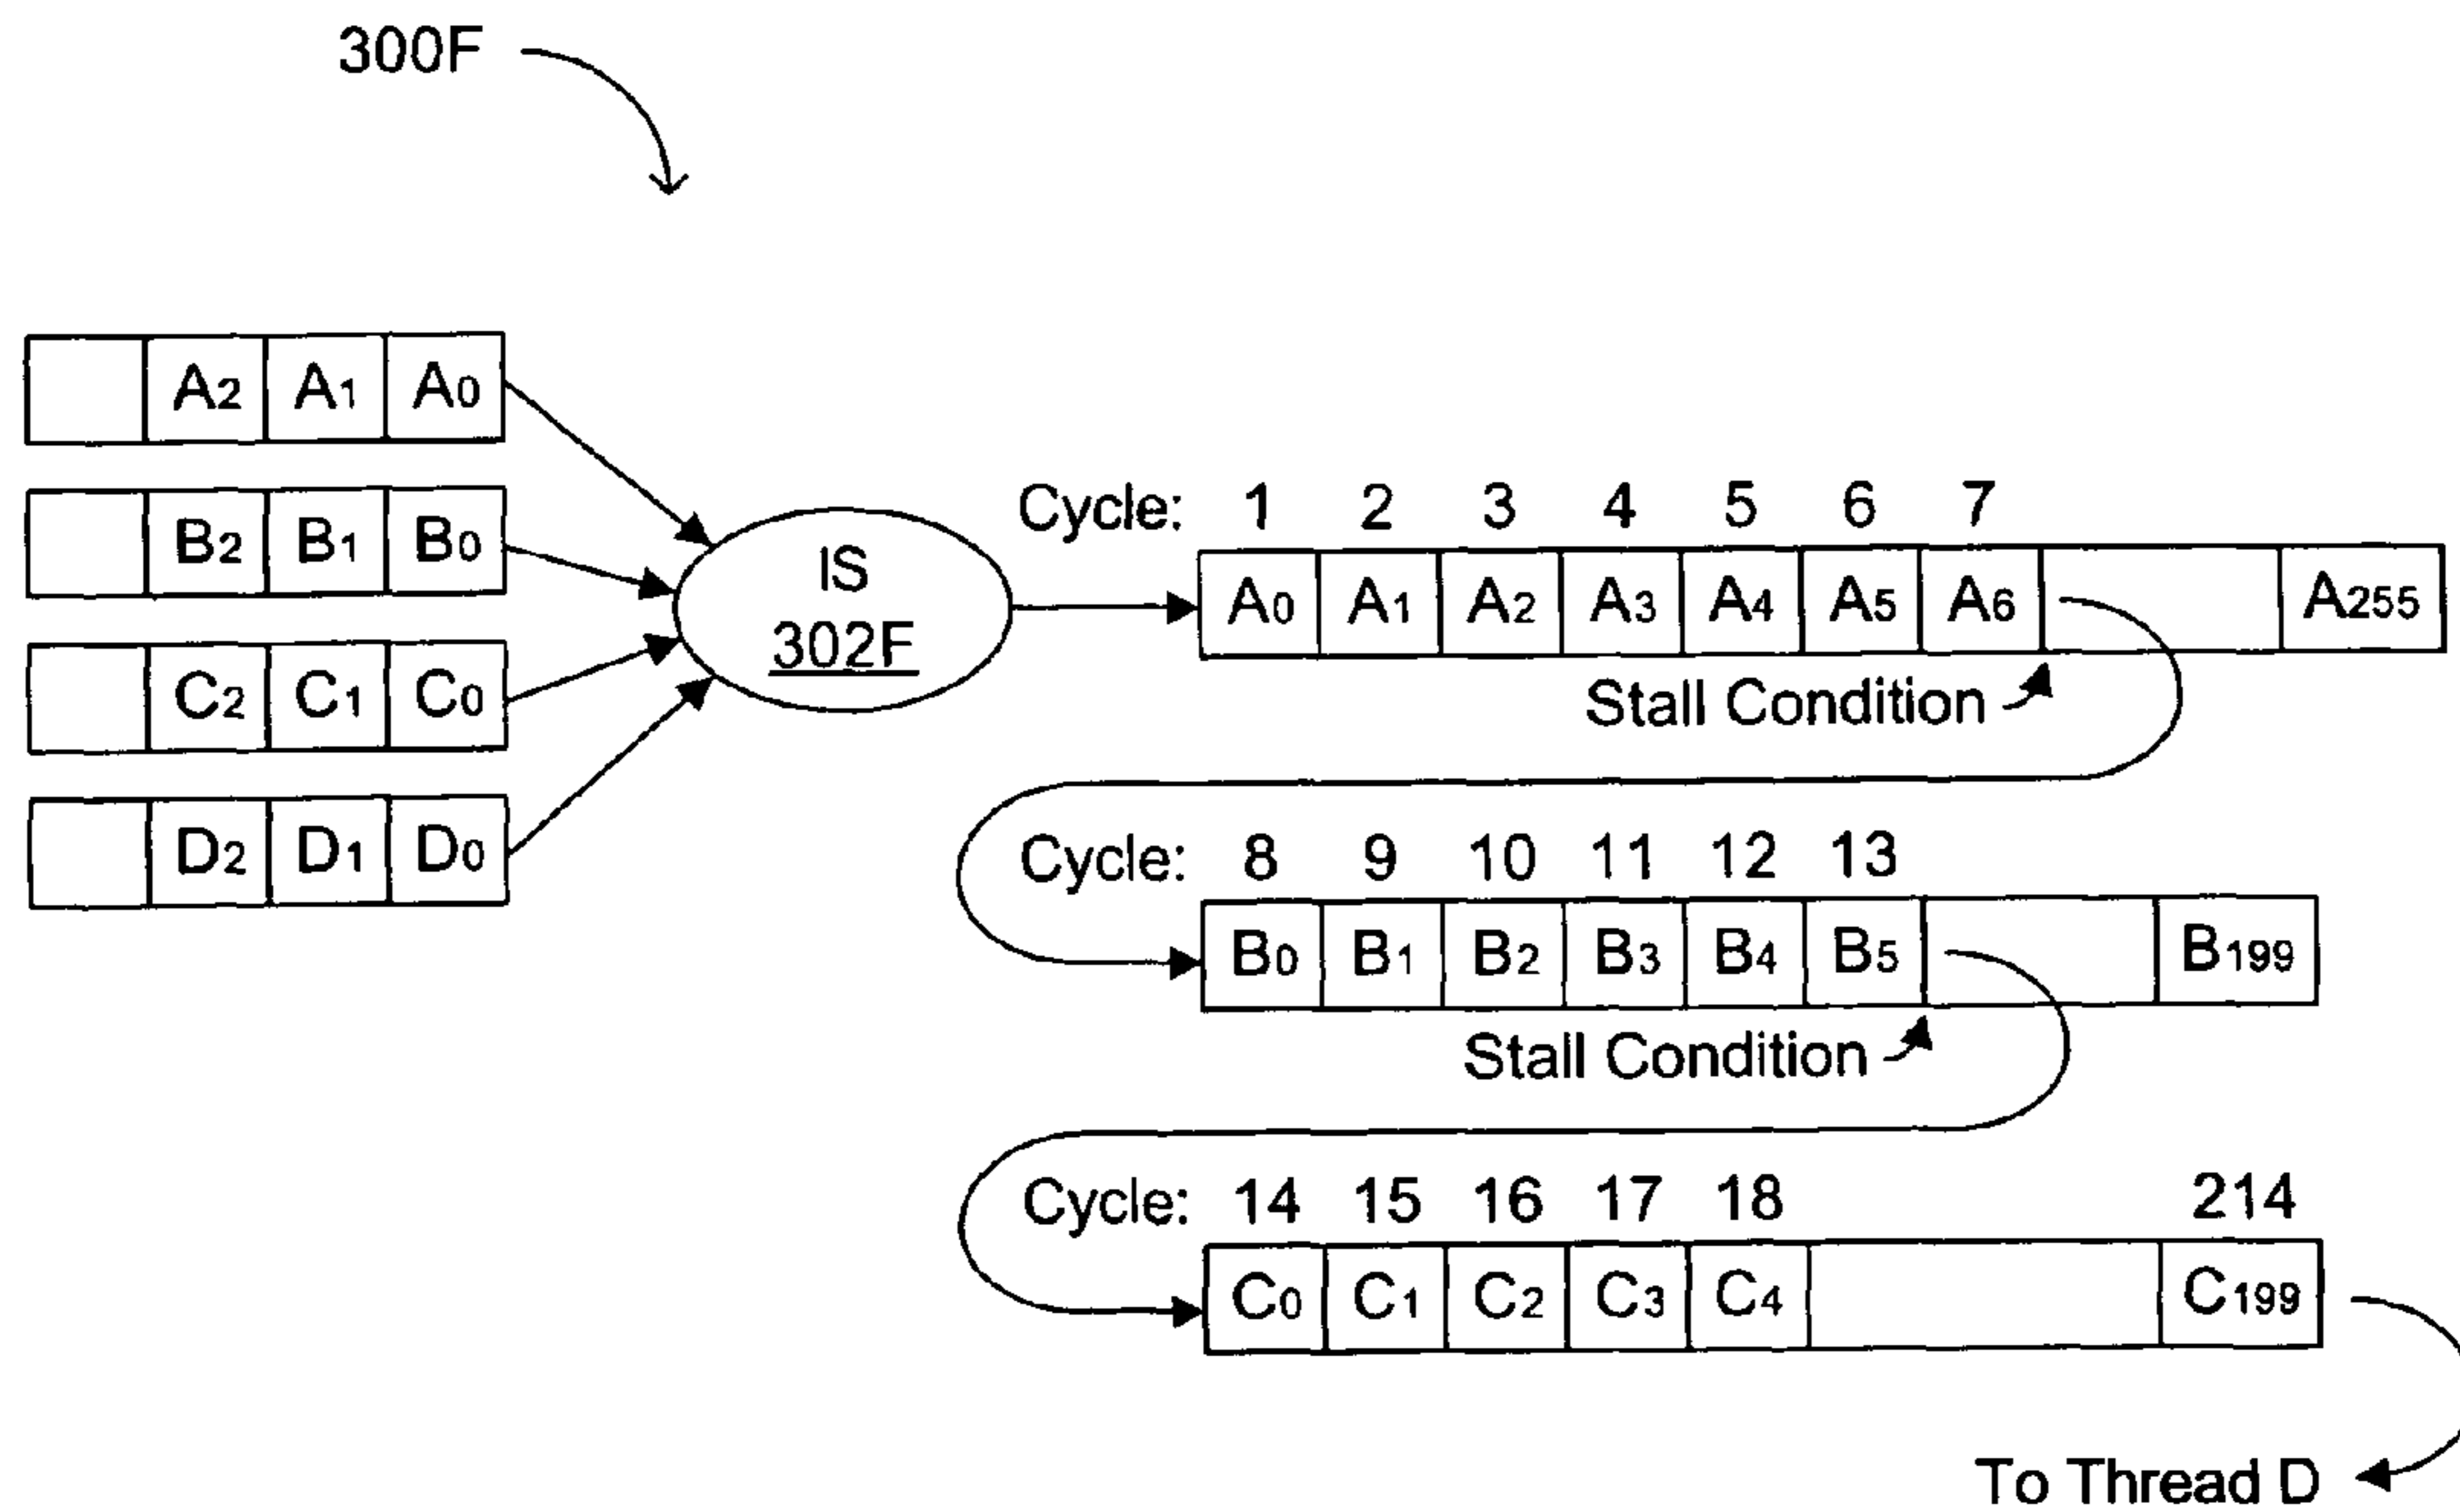 300F
A2 A1 A0
B2 B1 B0
C2 C1 C0
D2 D1 D0
IS
302F
Cycle: 1 2 3 4 5 6 7
A0 A1 A2 A3 A4 A5 A6 A255
Stall Condition
Cycle: 8 9 10 11 12 13
B0 B1 B2 B3 B4 B5 B199
Stall Condition
Cycle: 14 15 16 17 18 214
C0 C1 C2 C3 C4 C199
To Thread D